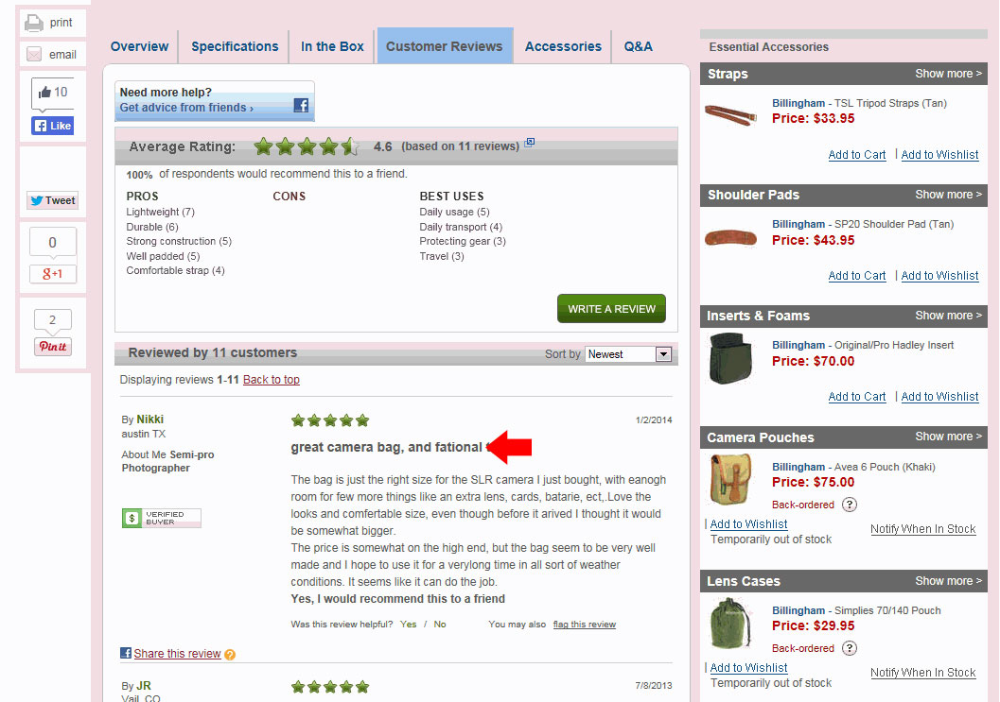 print
email
10
Like
Tweet
0
g+1
2
Pin it
Overview
Specifications
In the Box
Customer Reviews
Accessories
Q&A
Need more help?
Get advice from friends ›
Average Rating: 4.6 (based on 11 reviews)
100% of respondents would recommend this to a friend.
PROS
Lightweight (7)
Durable (6)
Strong construction (5)
Well padded (5)
Comfortable strap (4)
CONS
BEST USES
Daily usage (5)
Daily transport (4)
Protecting gear (3)
Travel (3)
WRITE A REVIEW
Reviewed by 11 customers
Sort by Newest
Displaying reviews 1-11 Back to top
By Nikki
austin TX
About Me Semi-pro
Photographer
$ VERIFIED
BUYER
1/2/2014
great camera bag, and fational
The bag is just the right size for the SLR camera I just bought, with eanogh
room for few more things like an extra lens, cards, batarie, ect,.Love the
looks and comfertable size, even though before it arived I thought it would
be somewhat bigger.
The price is somewhat on the high end, but the bag seem to be very well
made and I hope to use it for a verylong time in all sort of weather
conditions. It seems like it can do the job.
Yes, I would recommend this to a friend
Was this review helpful? Yes / No You may also flag this review
Share this review ?
By JR
Vail, CO
7/8/2013
Essential Accessories
Straps Show more >
Billingham - TSL Tripod Straps (Tan)
Price: $33.95
Add to Cart | Add to Wishlist
Shoulder Pads Show more >
Billingham - SP20 Shoulder Pad (Tan)
Price: $43.95
Add to Cart | Add to Wishlist
Inserts & Foams Show more >
Billingham - Original/Pro Hadley Insert
Price: $70.00
Add to Cart | Add to Wishlist
Camera Pouches Show more >
Billingham - Avea 6 Pouch (Khaki)
Price: $75.00
Back-ordered ?
| Add to Wishlist
Notify When In Stock
Temporarily out of stock
Lens Cases Show more >
Billingham - Simplies 70/140 Pouch
Price: $29.95
Back-ordered ?
| Add to Wishlist
Notify When In Stock
Temporarily out of stock